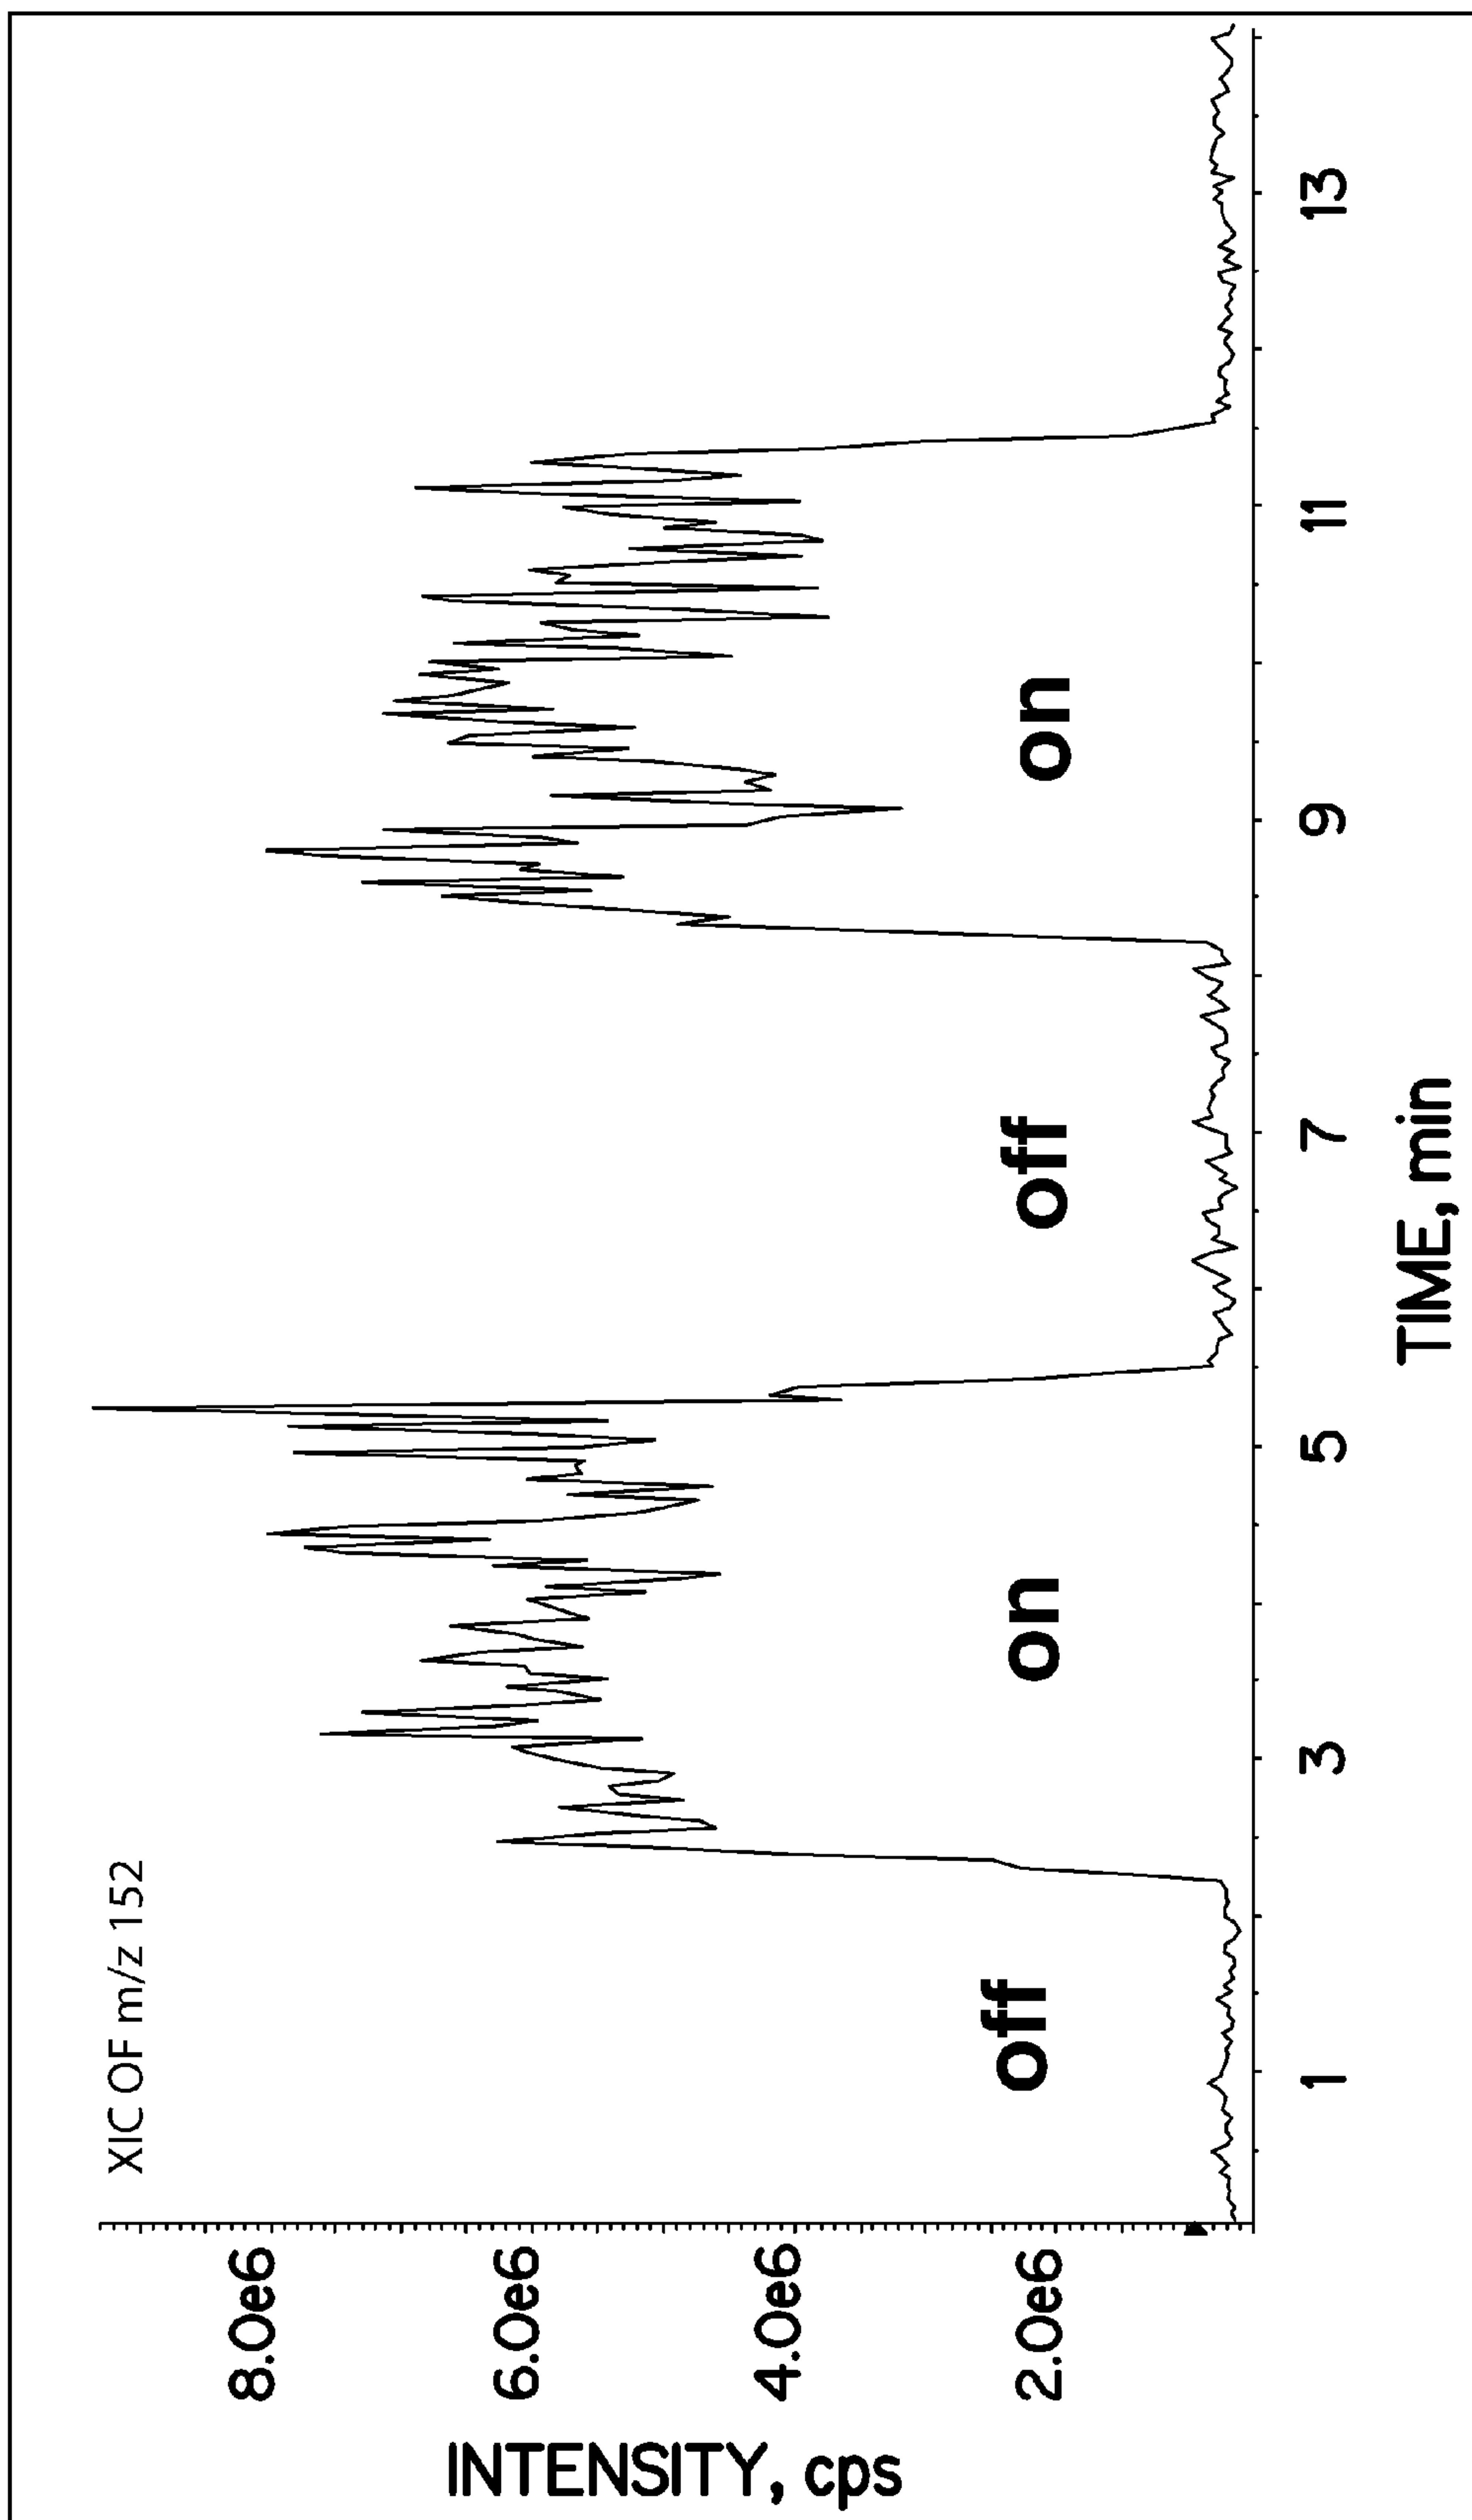 XIC OF m/z 152
INTENSITY, cps
8.0e6
6.0e6
4.0e6
2.0e6
off
on
off
on
1
3
5
7
9
11
13
TIME, min